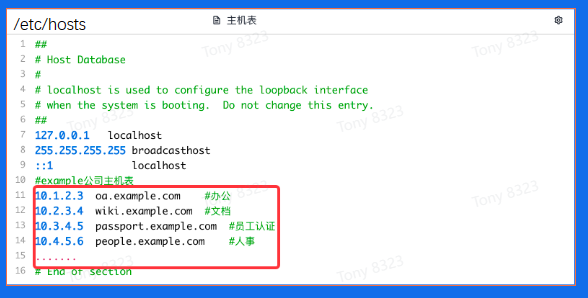 /etc/hosts
主机表
1 ##
2 # Host Database
3 #
4 # localhost is used to configure the loopback interface
5 # when the system is booting.  Do not change this entry.
6 ##
7 127.0.0.1   localhost
8 255.255.255.255 broadcasthost
9 ::1             localhost
10 #example公司主机表
11 10.1.2.3  oa.example.com    #办公
12 10.2.3.4  wiki.example.com  #文档
13 10.3.4.5  passport.example.com  #员工认证
14 10.4.5.6  people.example.com    #人事
15 .......
16 # End of section
Tony 8323
Tony 8323
Tony 8323
Tony 8323
Tony 8323
Tony 8323